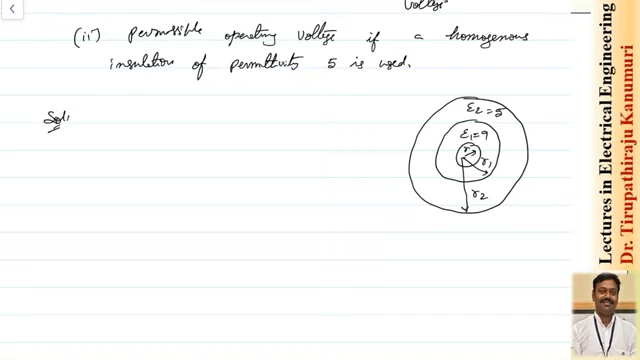 Voltage
(ii) Permissible operating voltage if a homogenous
insulation of permittivity 5 is used.
Sol:
ε2=5
ε1=9
r
r1
r2
Lectures in Electrical Engineering
Dr. Tirupathiraju Kanumuri